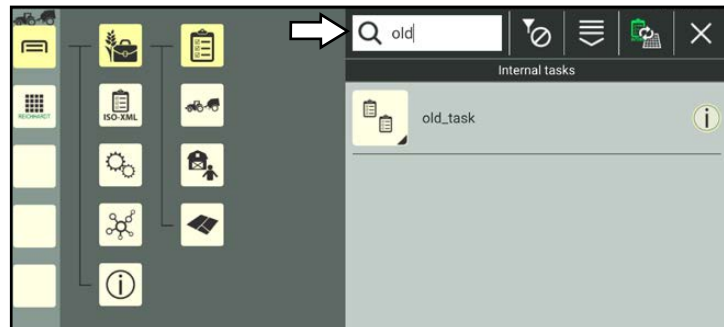 old
Internal tasks
REICHHARDT
ISO-XML
old_task